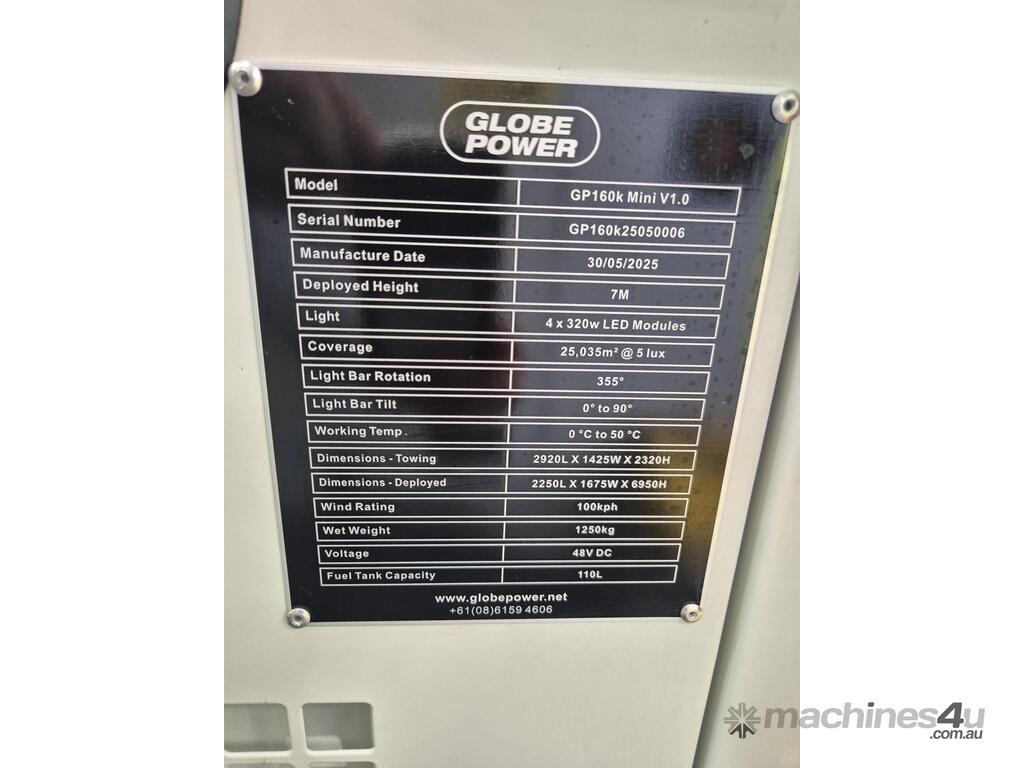 GLOBE
POWER
Model GP160k Mini V1.0
Serial Number GP160k25050006
Manufacture Date 30/05/2025
Deployed Height 7M
Light 4 x 320w LED Modules
Coverage 25,035m² @ 5 lux
Light Bar Rotation 355°
Light Bar Tilt 0° to 90°
Working Temp. 0 °C to 50 °C
Dimensions - Towing 2920L X 1425W X 2320H
Dimensions - Deployed 2250L X 1675W X 6950H
Wind Rating 100kph
Wet Weight 1250kg
Voltage 48V DC
Fuel Tank Capacity 110L
www.globepower.net
+61(08)6159 4606
machines4u
.com.au